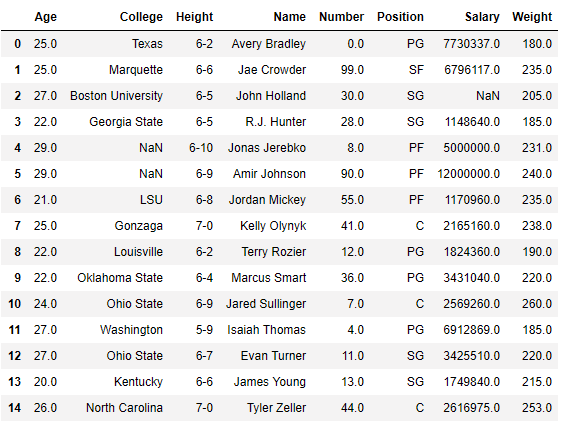 Age College Height Name Number Position Salary Weight
0 25.0 Texas 6-2 Avery Bradley 0.0 PG 7730337.0 180.0
1 25.0 Marquette 6-6 Jae Crowder 99.0 SF 6796117.0 235.0
2 27.0 Boston University 6-5 John Holland 30.0 SG NaN 205.0
3 22.0 Georgia State 6-5 R.J. Hunter 28.0 SG 1148640.0 185.0
4 29.0 NaN 6-10 Jonas Jerebko 8.0 PF 5000000.0 231.0
5 29.0 NaN 6-9 Amir Johnson 90.0 PF 12000000.0 240.0
6 21.0 LSU 6-8 Jordan Mickey 55.0 PF 1170960.0 235.0
7 25.0 Gonzaga 7-0 Kelly Olynyk 41.0 C 2165160.0 238.0
8 22.0 Louisville 6-2 Terry Rozier 12.0 PG 1824360.0 190.0
9 22.0 Oklahoma State 6-4 Marcus Smart 36.0 PG 3431040.0 220.0
10 24.0 Ohio State 6-9 Jared Sullinger 7.0 C 2569260.0 260.0
11 27.0 Washington 5-9 Isaiah Thomas 4.0 PG 6912869.0 185.0
12 27.0 Ohio State 6-7 Evan Turner 11.0 SG 3425510.0 220.0
13 20.0 Kentucky 6-6 James Young 13.0 SG 1749840.0 215.0
14 26.0 North Carolina 7-0 Tyler Zeller 44.0 C 2616975.0 253.0